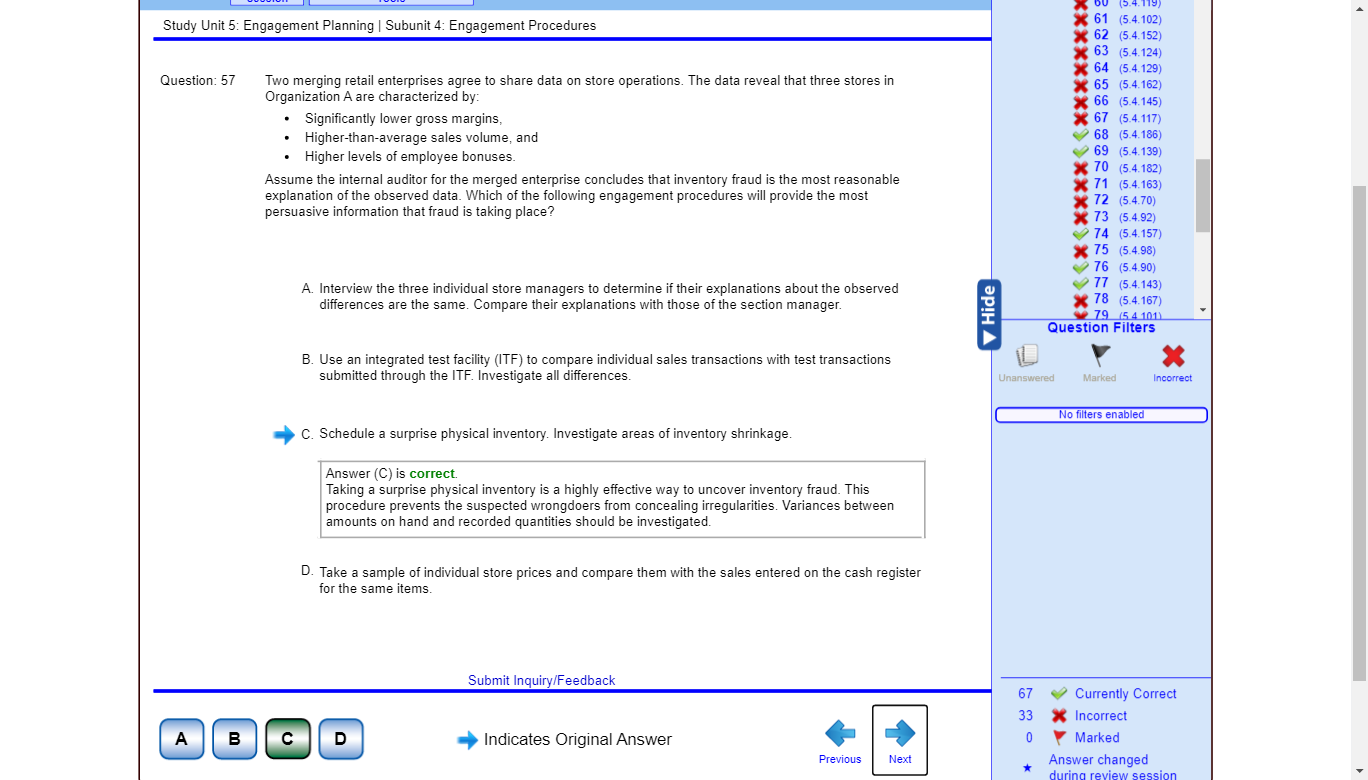 Study Unit 5: Engagement Planning | Subunit 4: Engagement Procedures
Question: 57
Two merging retail enterprises agree to share data on store operations. The data reveal that three stores in
Organization A are characterized by:
• Significantly lower gross margins,
• Higher-than-average sales volume, and
• Higher levels of employee bonuses.
Assume the internal auditor for the merged enterprise concludes that inventory fraud is the most reasonable
explanation of the observed data. Which of the following engagement procedures will provide the most
persuasive information that fraud is taking place?
A. Interview the three individual store managers to determine if their explanations about the observed
differences are the same. Compare their explanations with those of the section manager.
B. Use an integrated test facility (ITF) to compare individual sales transactions with test transactions
submitted through the ITF. Investigate all differences.
C. Schedule a surprise physical inventory. Investigate areas of inventory shrinkage.
Answer (C) is correct.
Taking a surprise physical inventory is a highly effective way to uncover inventory fraud. This
procedure prevents the suspected wrongdoers from concealing irregularities. Variances between
amounts on hand and recorded quantities should be investigated.
D. Take a sample of individual store prices and compare them with the sales entered on the cash register
for the same items.
Submit Inquiry/Feedback
A B C D
Indicates Original Answer
Previous
Next
Hide
60 (5.4.119)
61 (5.4.102)
62 (5.4.152)
63 (5.4.124)
64 (5.4.129)
65 (5.4.162)
66 (5.4.145)
67 (5.4.117)
68 (5.4.186)
69 (5.4.139)
70 (5.4.182)
71 (5.4.163)
72 (5.4.70)
73 (5.4.92)
74 (5.4.157)
75 (5.4.98)
76 (5.4.90)
77 (5.4.143)
78 (5.4.167)
79 (5.4.101)
Question Filters
Unanswered Marked Incorrect
No filters enabled
67 Currently Correct
33 Incorrect
0 Marked
Answer changed
during review session